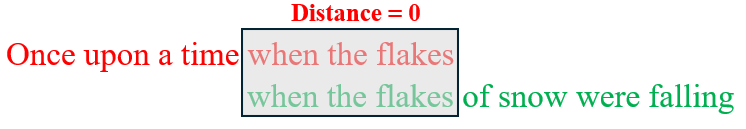 Distance = 0
Once upon a time when the flakes
when the flakes of snow were falling